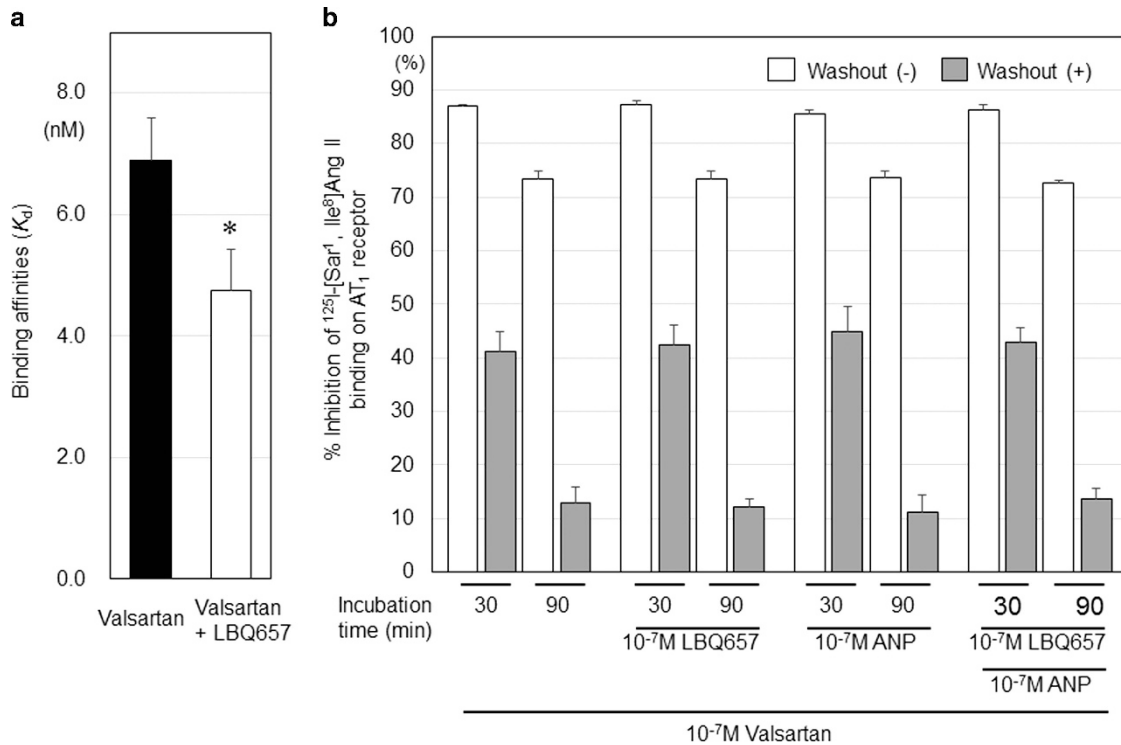 a
8.0
(nM)
6.0
4.0
2.0
0.0
Binding affinities (Kd)
*
Valsartan
Valsartan
+ LBQ657
b
100
(%)
90
80
70
60
50
40
30
20
10
0
% Inhibition of ¹²⁵I-[Sar¹, Ile⁸]Ang II
binding on AT₁ receptor
Washout (-)
Washout (+)
Incubation
time (min)
30 90 30 90 30 90 30 90
10⁻⁷M LBQ657 10⁻⁷M ANP 10⁻⁷M LBQ657
10⁻⁷M ANP
10⁻⁷M Valsartan